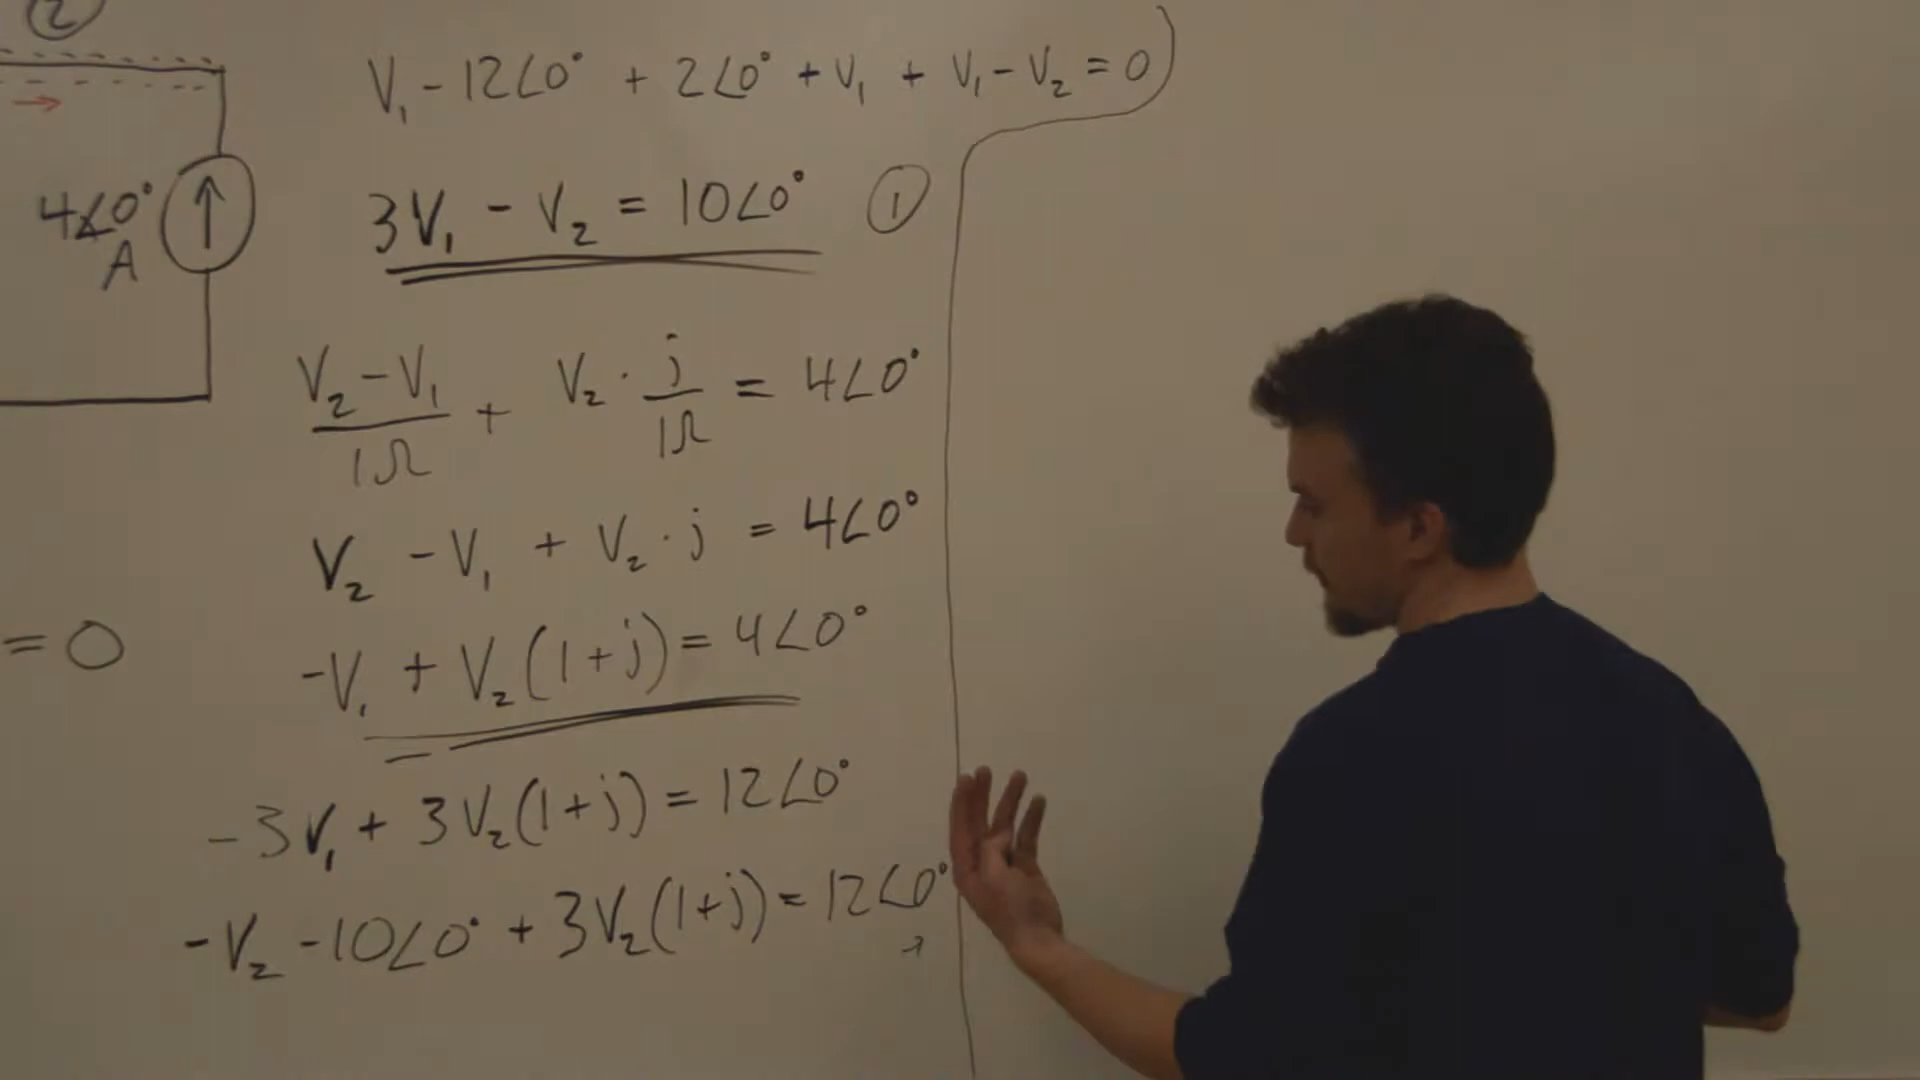 2
V₁ - 12∠0° + 2∠0° + V₁ + V₁ - V₂ = 0
4∠0°
A
3V₁ - V₂ = 10∠0° ①
(V₂ - V₁)/1Ω + V₂ · j/1Ω = 4∠0°
V₂ - V₁ + V₂ · j = 4∠0°
= 0
-V₁ + V₂(1+j) = 4∠0°
-3V₁ + 3V₂(1+j) = 12∠0°
-V₂ - 10∠0° + 3V₂(1+j) = 12∠0°